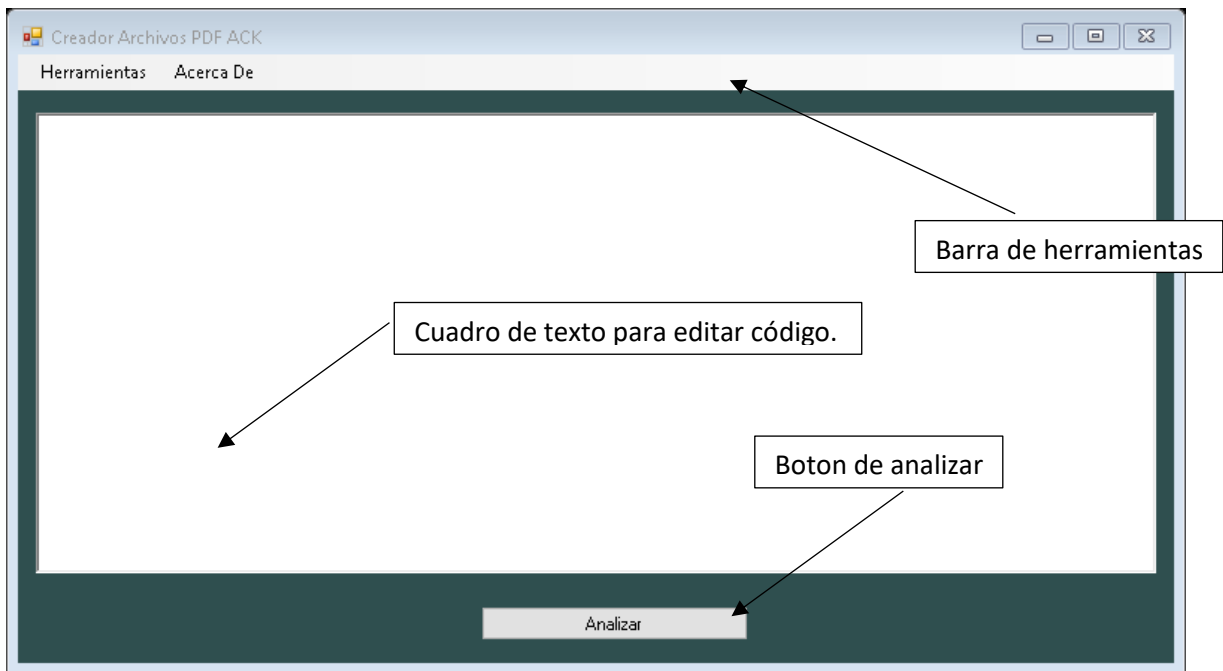 Creador Archivos PDF ACK
Herramientas Acerca De
Barra de herramientas
Cuadro de texto para editar código.
Boton de analizar
Analizar